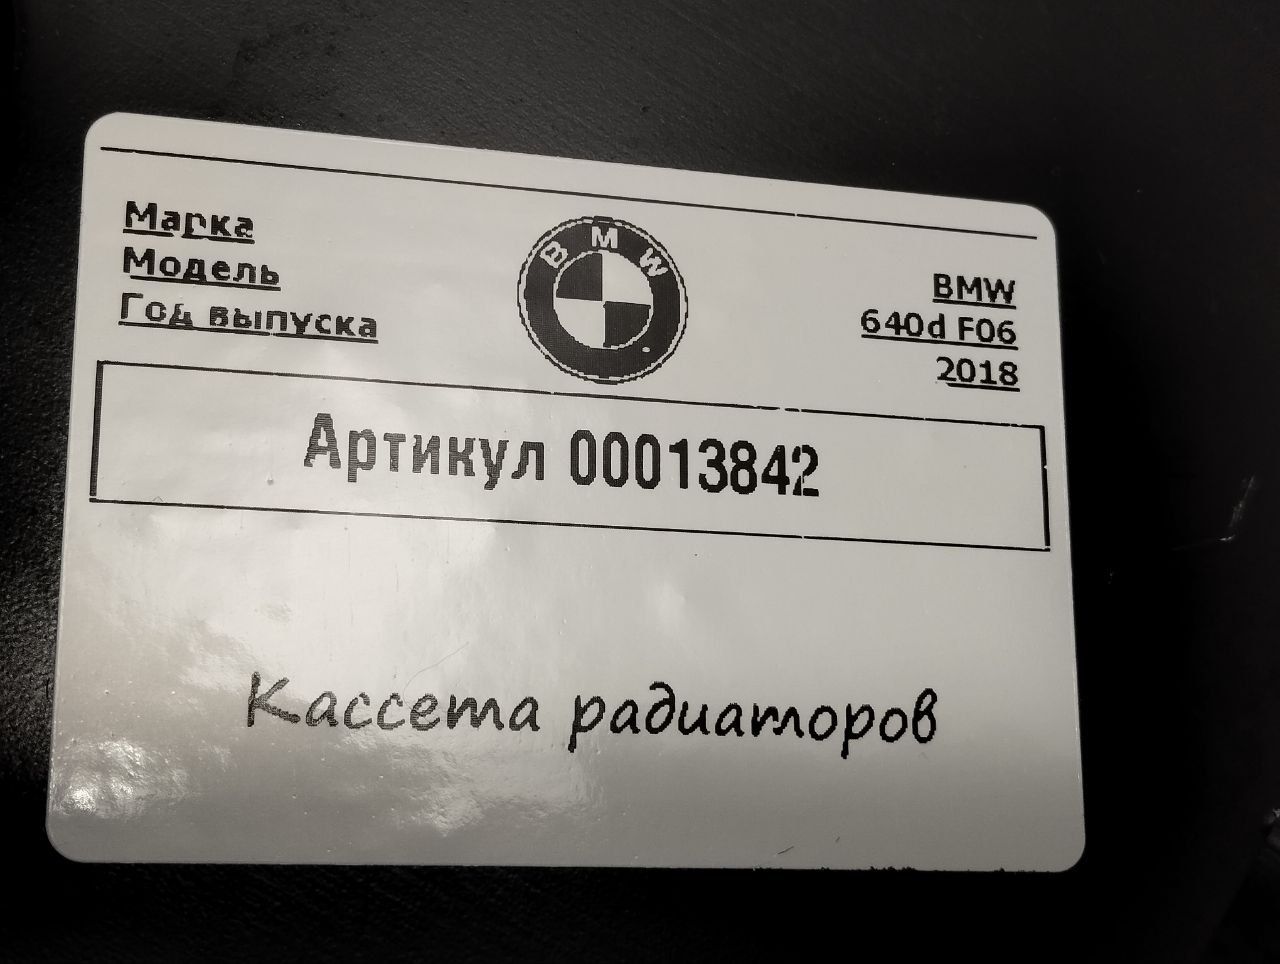 Марка
Модель
Год выпуска
BMW
BMW
640d F06
2018
Артикул 00013842
Кассета радиаторов